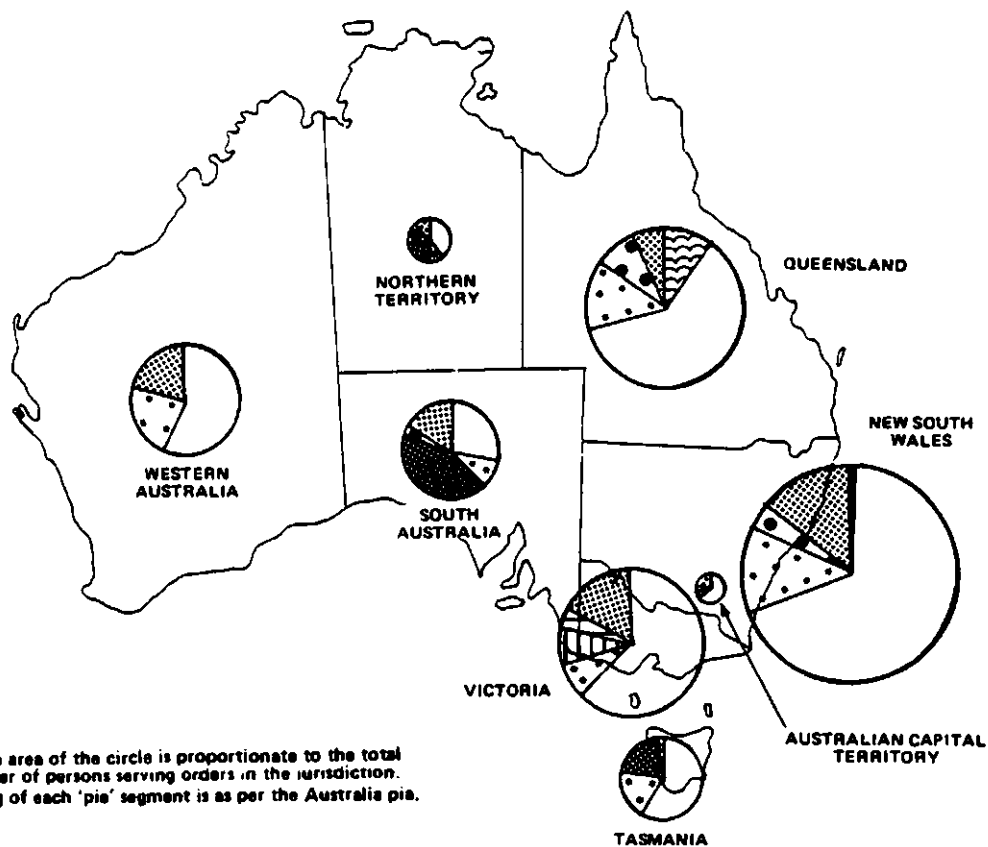 NORTHERN
TERRITORY
QUEENSLAND
NEW SOUTH
WALES
WESTERN
AUSTRALIA
SOUTH
AUSTRALIA
VICTORIA
AUSTRALIAN CAPITAL
TERRITORY
area of the circle is proportionate to the total
of persons serving orders in the jurisdiction.
of each 'pie' segment is as per the Australia pie.
TASMANIA